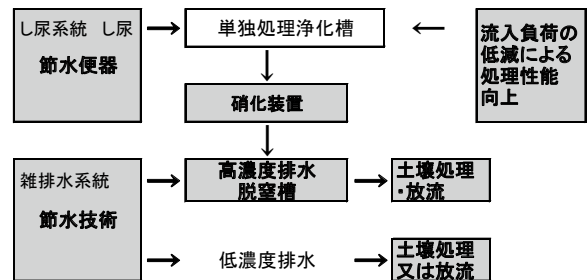 し尿系統　し尿
節水便器
単独処理浄化槽
流入負荷の
低減による
処理性能
向上
硝化装置
雑排水系統
節水技術
高濃度排水
脱窒槽
土壌処理
・放流
低濃度排水
土壌処理
又は放流